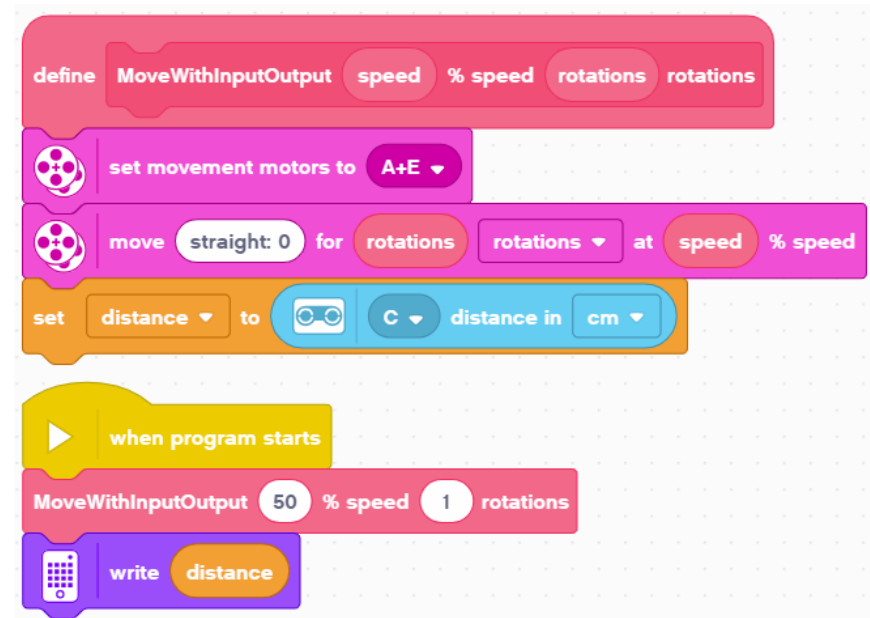 define MoveWithInputOutput speed % speed rotations rotations
set movement motors to A+E
move straight: 0 for rotations rotations at speed % speed
set distance to C distance in cm
when program starts
MoveWithInputOutput 50 % speed 1 rotations
write distance